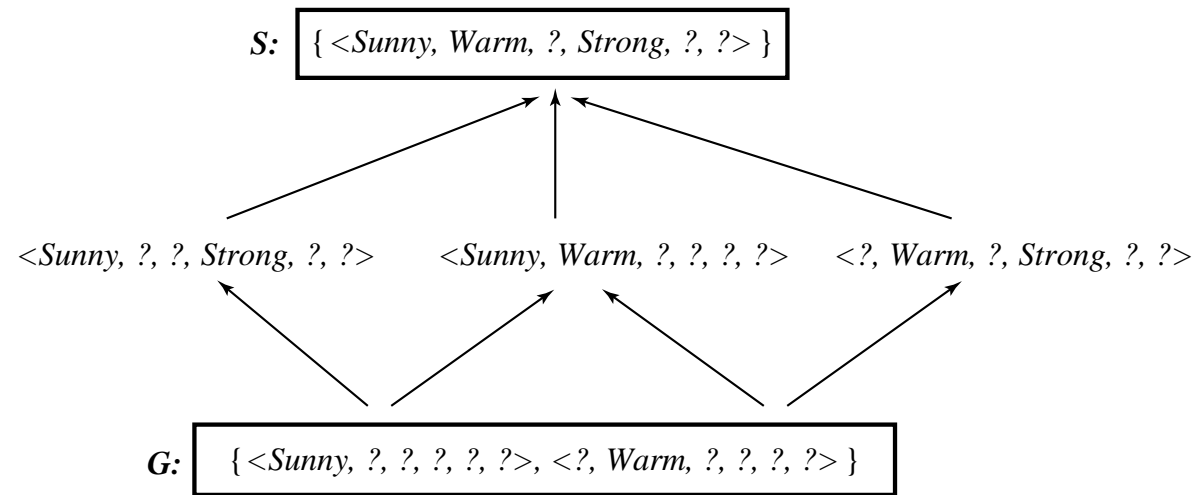 S: { <Sunny, Warm, ?, Strong, ?, ?> }
<Sunny, ?, ?, Strong, ?, ?> <Sunny, Warm, ?, ?, ?, ?> <?, Warm, ?, Strong, ?, ?>
G: { <Sunny, ?, ?, ?, ?, ?>, <?, Warm, ?, ?, ?, ?> }